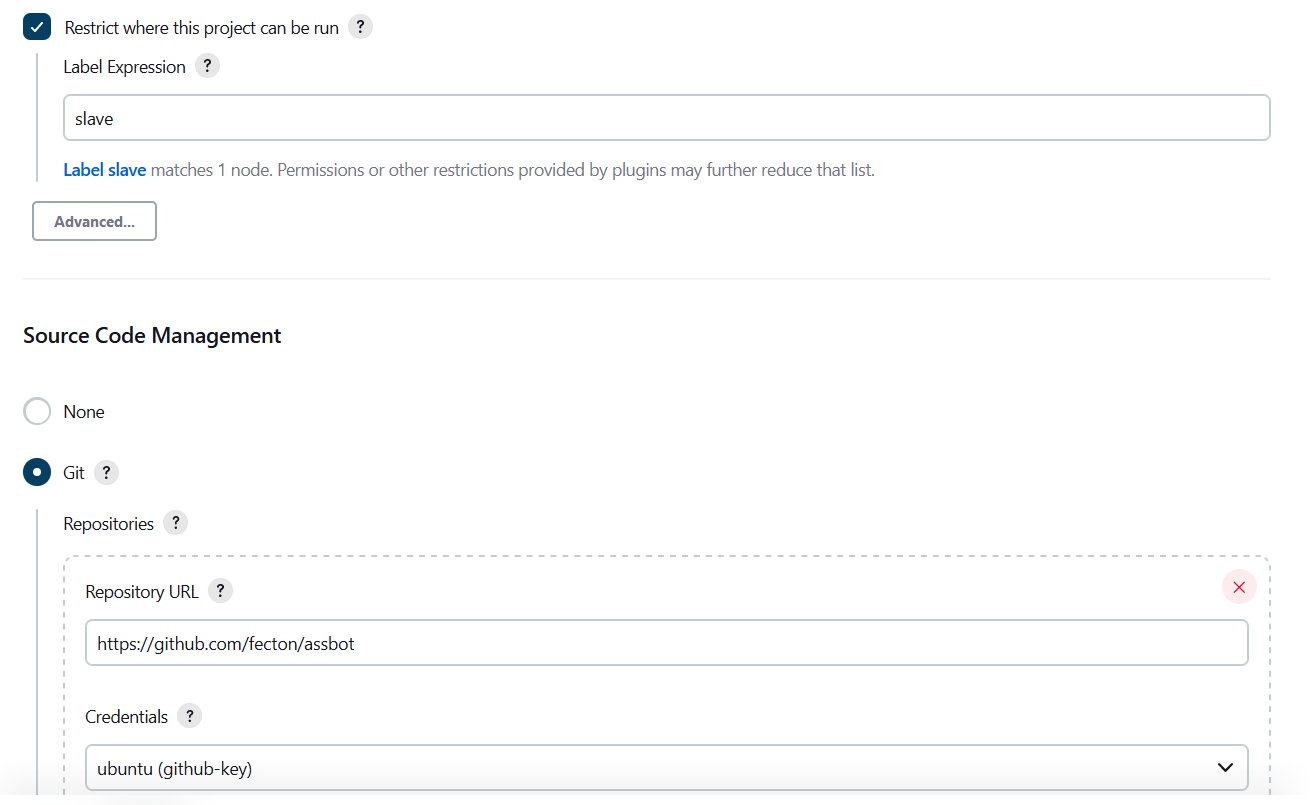 Restrict where this project can be run ?
Label Expression ?
slave
Label slave matches 1 node. Permissions or other restrictions provided by plugins may further reduce that list.
Advanced...
Source Code Management
None
Git ?
Repositories ?
Repository URL ?
https://github.com/fecton/assbot
Credentials ?
ubuntu (github-key)